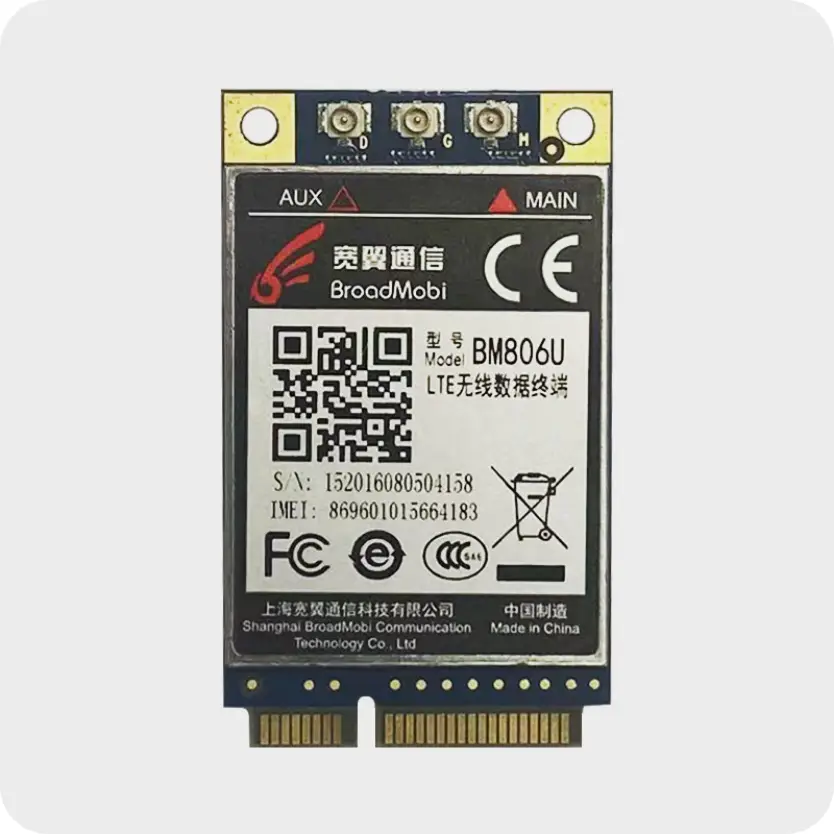 D G M
AUX MAIN
宽翼通信
BroadMobi
CE
型号
Model BM806U
LTE无线数据终端
S/N: 152016080504158
IMEI: 869601015664183
FC e CCC S&E
上海宽翼通信科技有限公司
Shanghai BroadMobi Communication
Technology Co., Ltd
中国制造
Made in China